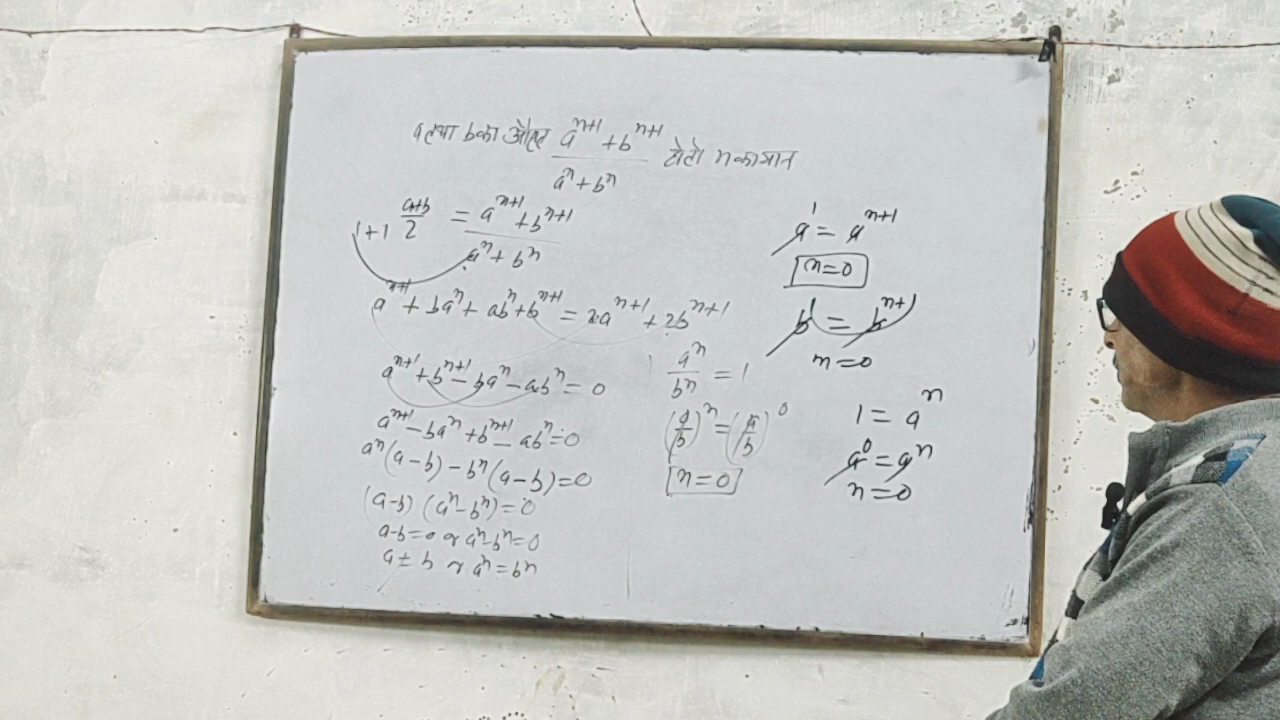 a तथा b का औसत a^{n+1} + b^{n+1} / a^n + b^n हो तो n का मान
1+1 a+b/2 = a^{n+1} + b^{n+1} / a^n + b^n
a^{n+1} + ba^n + ab^n + b^{n+1} = 2a^{n+1} + 2b^{n+1}
a^{n+1} + b^{n+1} - ba^n - ab^n = 0
a^{n+1} - ba^n + b^{n+1} - ab^n = 0
a^n (a-b) - b^n (a-b) = 0
(a-b) (a^n - b^n) = 0
a-b=0 or a^n - b^n = 0
a ≠ b or a^n = b^n
a^n / b^n = 1
(a/b)^n = (a/b)^0
n=0
a^1 = a^{n+1}
n=0
b^1 = b^{n+1}
n=0
1 = a^n
a^0 = a^n
n=0